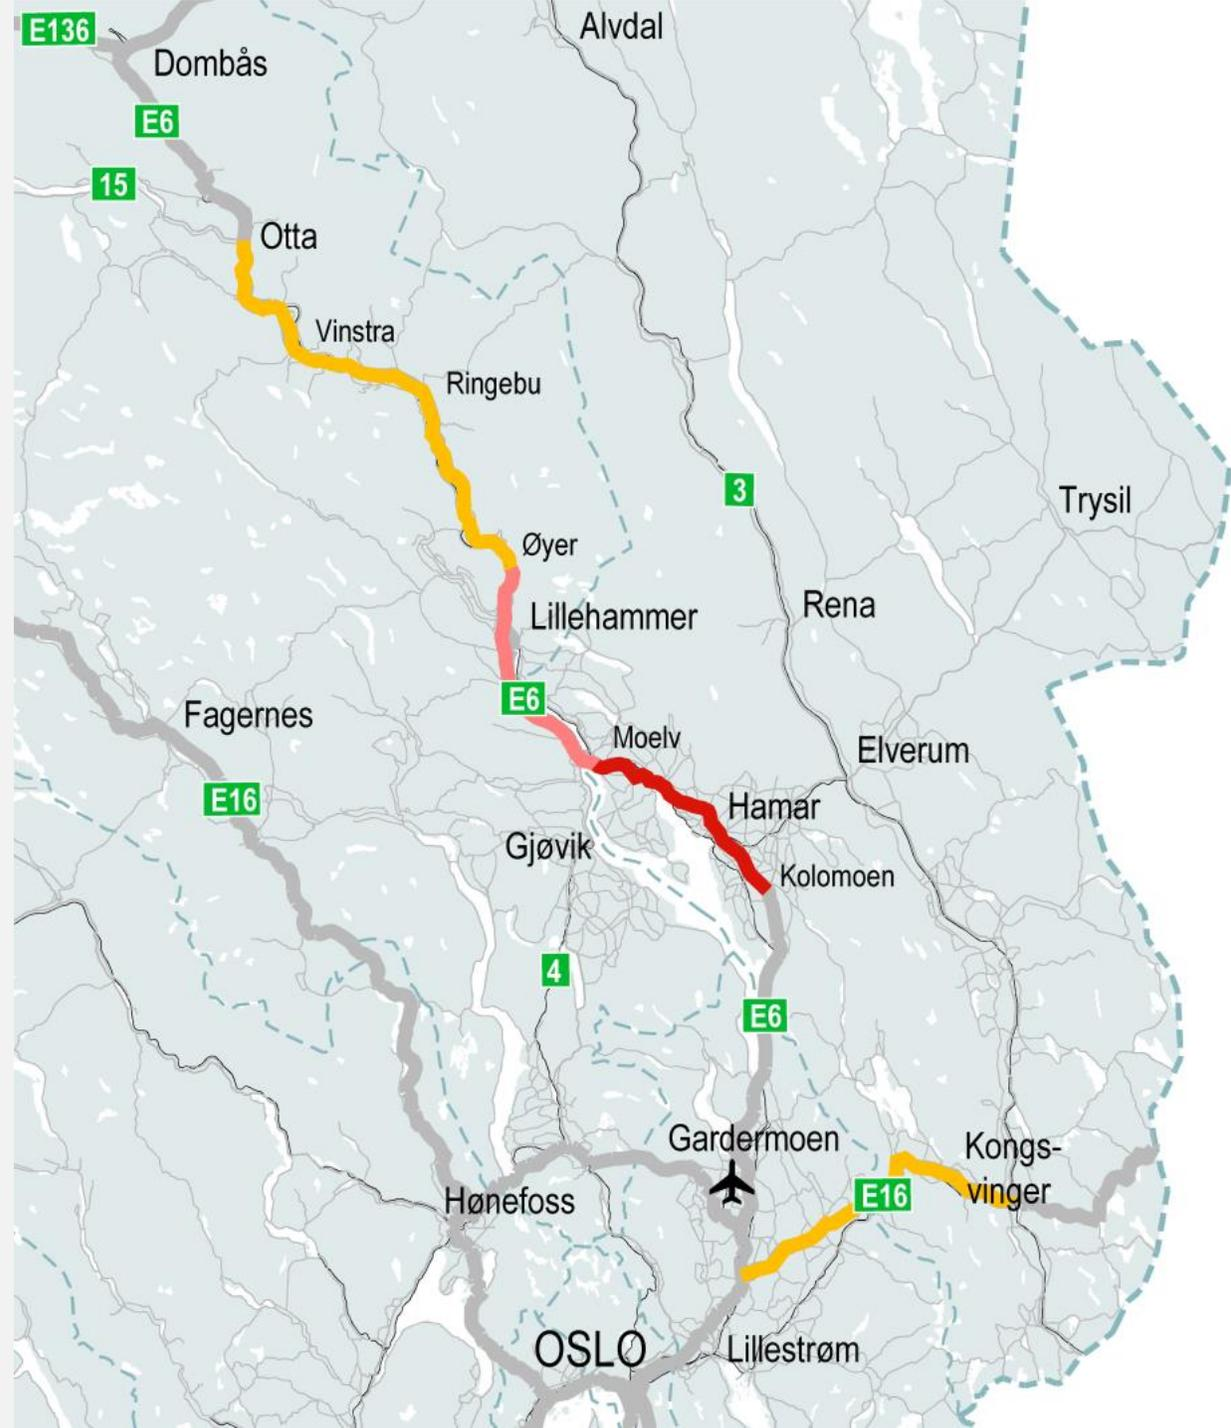 E136
Alvdal
Dombås
E6
15
Otta
Vinstra
Ringebu
3
Trysil
Øyer
Rena
Lillehammer
E6
Fagernes
Moelv
Elverum
E16
Hamar
Gjøvik
Kolomoen
4
E6
Gardermoen
Kongs-
vinger
E16
Hønefoss
OSLO
Lillestrøm